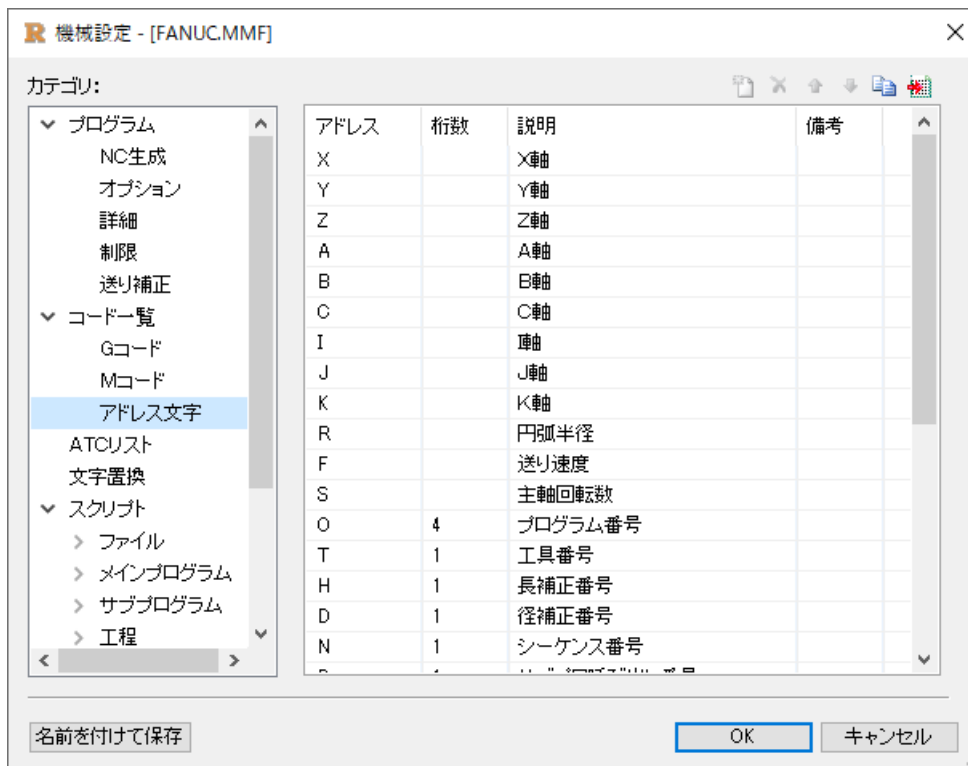 機械設定 - [FANUC.MMF]
カテゴリ:
プログラム
NC生成
オプション
詳細
制限
送り補正
コード一覧
Gコード
Mコード
アドレス文字
ATCリスト
文字置換
スクリプト
ファイル
メインプログラム
サブプログラム
工程
アドレス 桁数 説明 備考
X X軸
Y Y軸
Z Z軸
A A軸
B B軸
C C軸
I I軸
J J軸
K K軸
R 円弧半径
F 送り速度
S 主軸回転数
O 4 プログラム番号
T 1 工具番号
H 1 長補正番号
D 1 径補正番号
N 1 シーケンス番号
名前を付けて保存 OK キャンセル